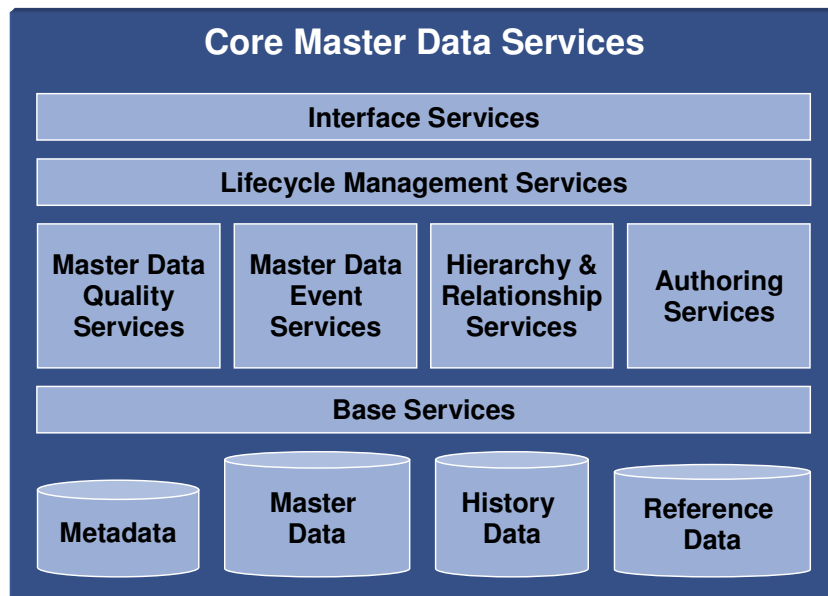 Core Master Data Services
Interface Services
Lifecycle Management Services
Master Data
Quality
Services
Master Data
Event
Services
Hierarchy &
Relationship
Services
Authoring
Services
Base Services
Metadata
Master
Data
History
Data
Reference
Data